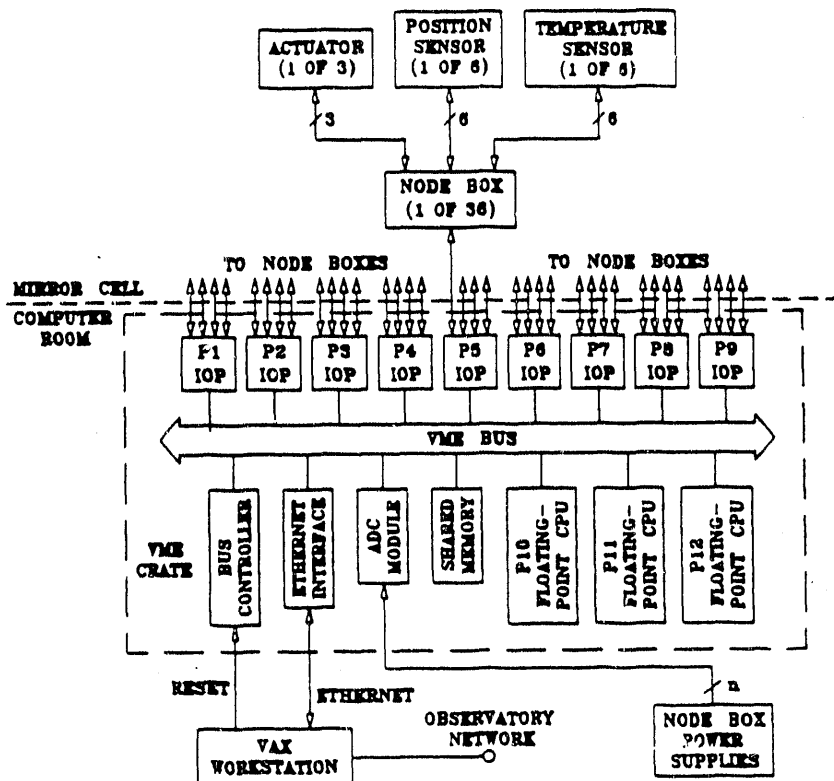 ACTUATOR
(1 OF 3)
POSITION
SENSOR
(1 OF 6)
TEMPERATURE
SENSOR
(1 OF 6)
3
6
6
NODE BOX
(1 OF 36)
TO NODE BOXES
TO NODE BOXES
MIRROR CELL
COMPUTER
ROOM
P1
IOP
P2
IOP
P3
IOP
P4
IOP
P5
IOP
P6
IOP
P7
IOP
P8
IOP
P9
IOP
VME BUS
VME
CRATE
BUS
CONTROLLER
ETHERNET
INTERFACE
ADC
MODULE
SHARED
MEMORY
P10
FLOATING-
POINT CPU
P11
FLOATING-
POINT CPU
P12
FLOATING-
POINT CPU
RESET
ETHERNET
n
OBSERVATORY
NETWORK
VAX
WORKSTATION
NODE BOX
POWER
SUPPLIES